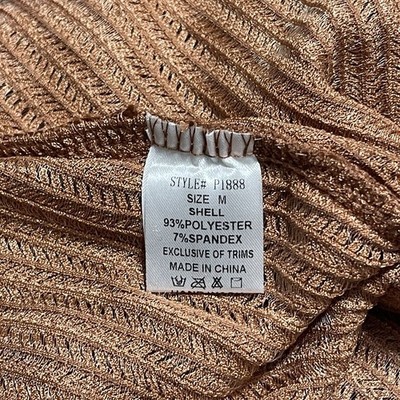 STYLE# P1888
SIZE M
SHELL
93%POLYESTER
7%SPANDEX
EXCLUSIVE OF TRIMS
MADE IN CHINA